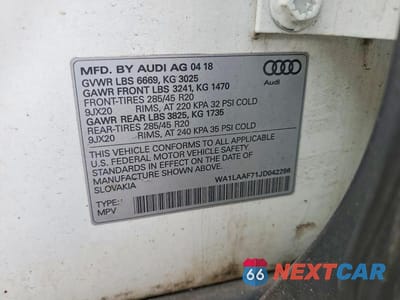 MFD. BY AUDI AG 04 18
GVWR LBS 6669, KG 3025
GAWR FRONT LBS 3241, KG 1470
FRONT-TIRES 285/45 R20
9JX20 RIMS, AT 220 KPA 32 PSI COLD
GAWR REAR LBS 3825, KG 1735
REAR-TIRES 285/45 R20
9JX20 RIMS, AT 240 KPA 35 PSI COLD
THIS VEHICLE CONFORMS TO ALL APPLICABLE
U.S. FEDERAL MOTOR VEHICLE SAFETY
STANDARDS IN EFFECT ON THE DATE OF
MANUFACTURE SHOWN ABOVE.
SLOVAKIA
WA1LAAF71JD042298
TYPE:
MPV
Audi
66 NEXTCAR